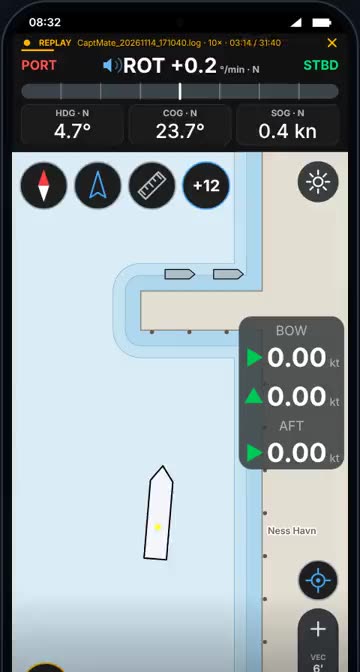 08:32
REPLAY CaptMate_20261114_171040.log · 10× · 03:14 / 31:40 ×
PORT ROT +0.2 °/min · N STBD
HDG · N COG · N SOG · N
4.7° 23.7° 0.4 kn
+12
BOW
0.00 kt
0.00 kt
AFT
0.00 kt
Ness Havn
+
VEC
6'